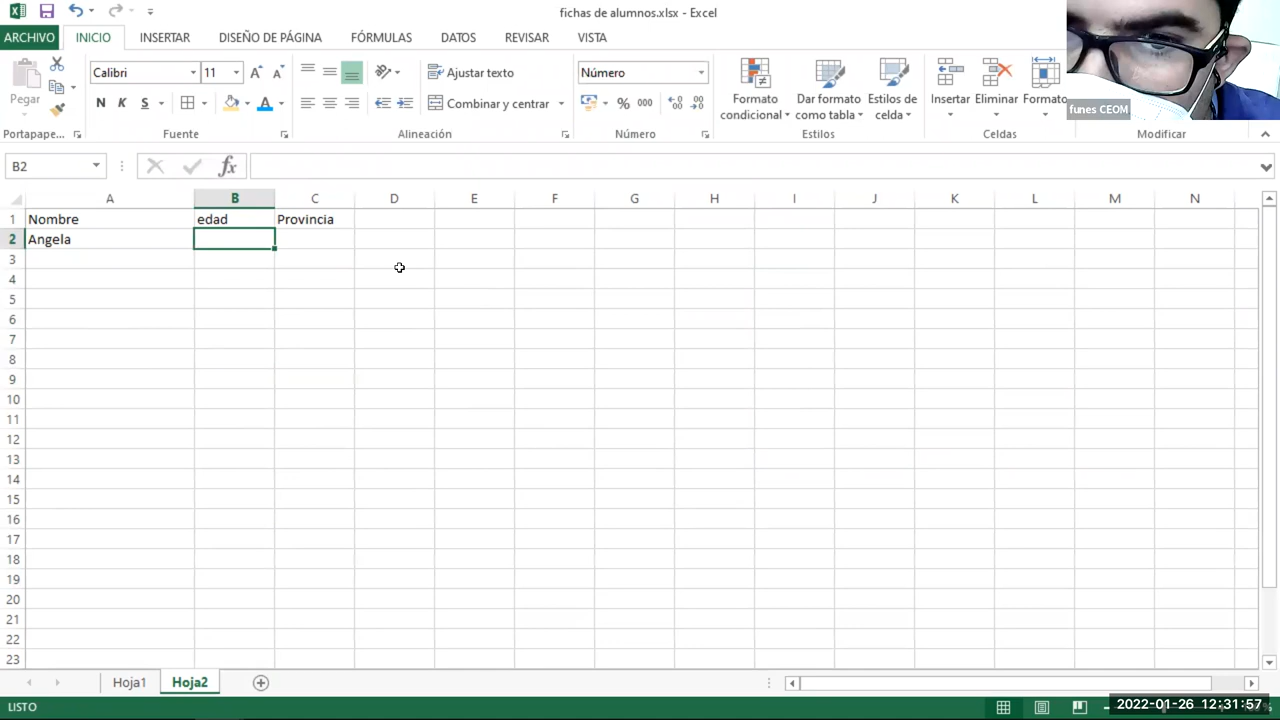 fichas de alumnos.xlsx - Excel
ARCHIVO INICIO INSERTAR DISEÑO DE PÁGINA FÓRMULAS DATOS REVISAR VISTA
Pegar
Calibri 11
N K S A
Ajustar texto
Combinar y centrar
Número
% 000
Formato condicional
Dar formato como tabla
Estilos de celda
Insertar
Eliminar
Formato
funes CEOM
Portapape... Fuente Alineación Número Estilos Celdas Modificar
B2 fx
A B C D E F G H I J K L M N
1 Nombre edad Provincia
2 Angela
3
4
5
6
7
8
9
10
11
12
13
14
15
16
17
18
19
20
21
22
23
Hoja1 Hoja2
LISTO
2022-01-26 12:31:57